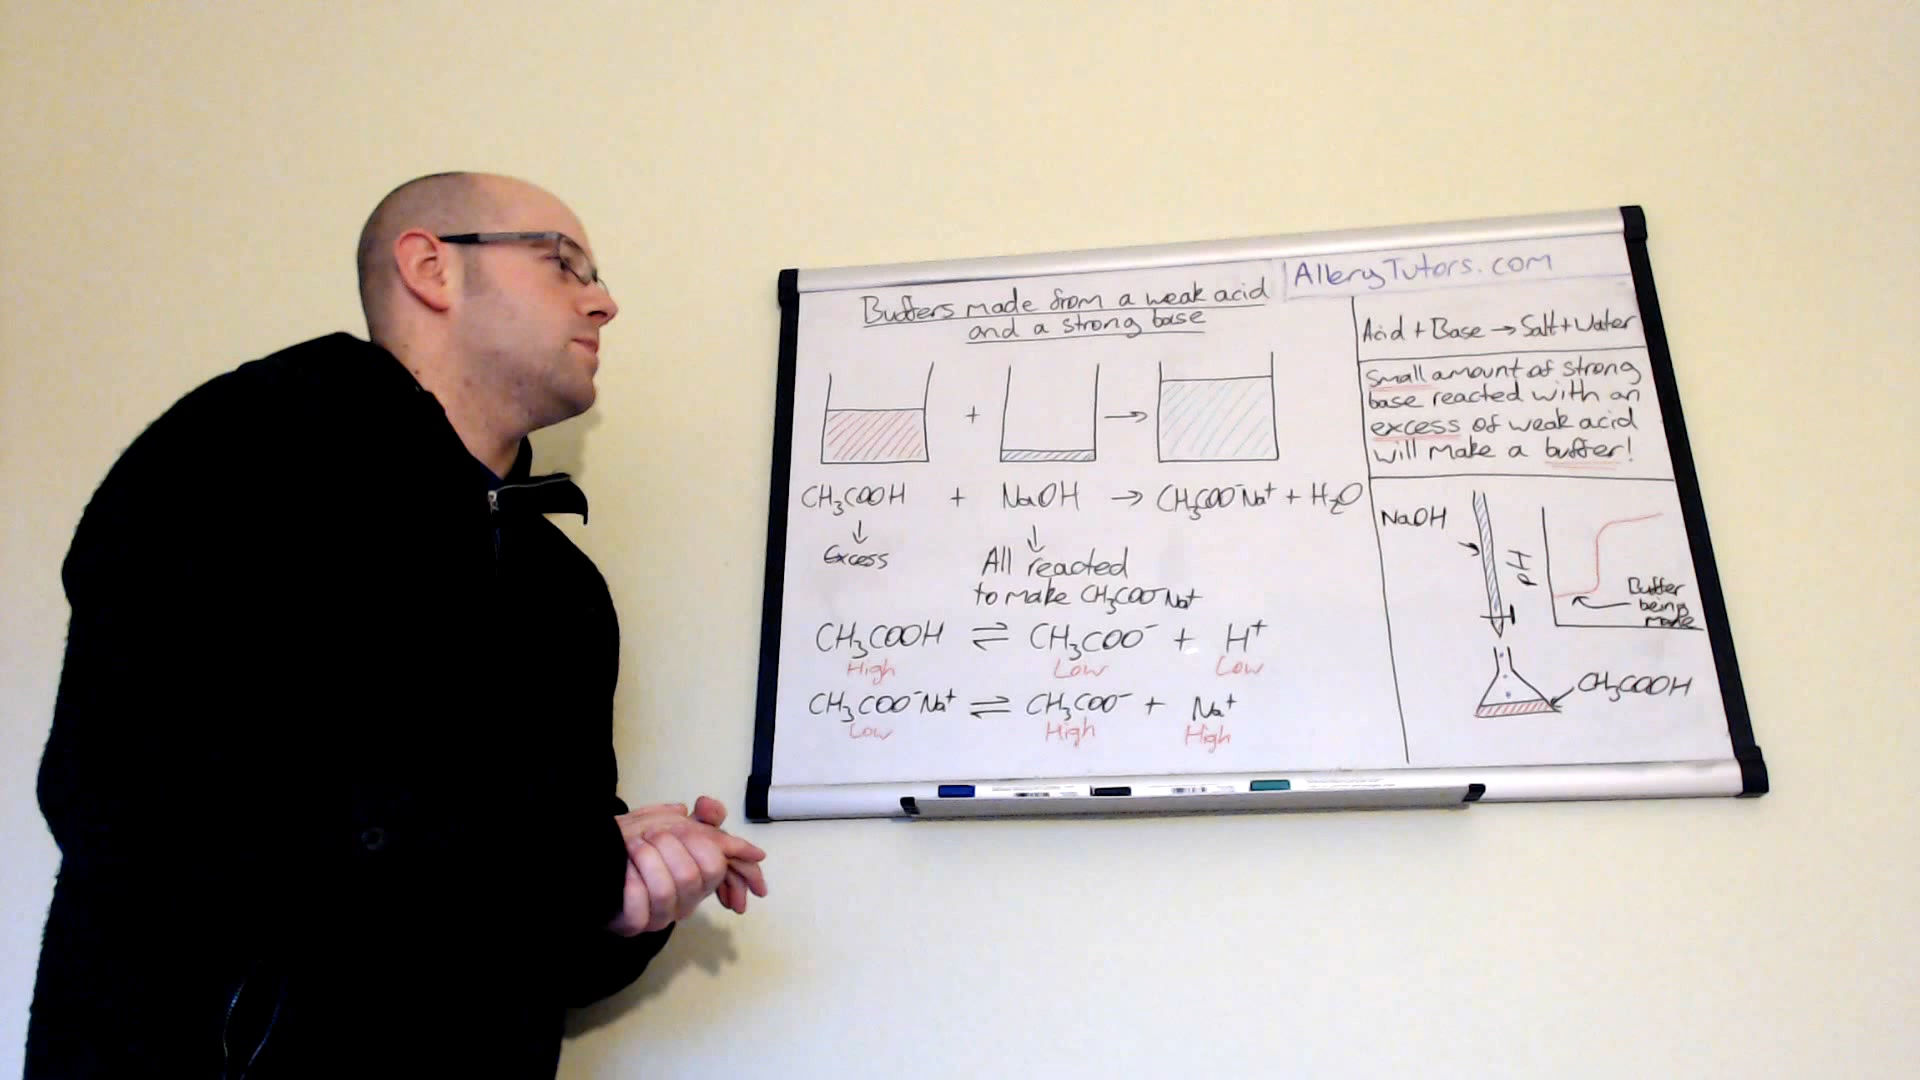 AlleryTutors.com
Buffers made from a weak acid
and a strong base
+ →
CH₃COOH + NaOH → CH₃COO⁻Na⁺ + H₂O
↓ ↓
Excess
All reacted
to make CH₃COO⁻Na⁺
CH₃COOH ⇌ CH₃COO⁻ + H⁺
High Low Low
CH₃COO⁻Na⁺ ⇌ CH₃COO⁻ + Na⁺
Low High High
Acid + Base → Salt + Water
Small amount of strong
base reacted with an
excess of weak acid
will make a buffer!
NaOH
pH
Buffer
being
made
CH₃COOH